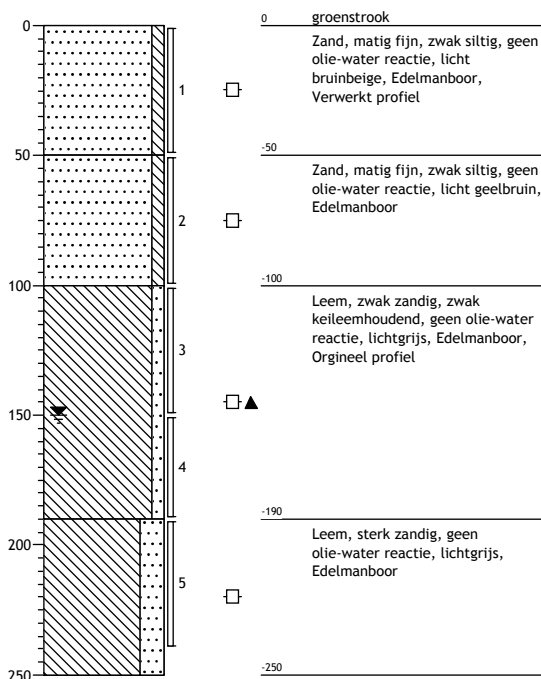 0
0
groenstrook
Zand, matig fijn, zwak siltig, geen
olie-water reactie, licht
bruinbeige, Edelmanboor,
Verwerkt profiel
1
50
-50
Zand, matig fijn, zwak siltig, geen
olie-water reactie, licht geelbruin,
Edelmanboor
2
100
-100
Leem, zwak zandig, zwak
keileemhoudend, geen olie-water
reactie, lichtgrijs, Edelmanboor,
Orgineel profiel
3
150
4
-190
200
Leem, sterk zandig, geen
olie-water reactie, lichtgrijs,
Edelmanboor
5
250
-250